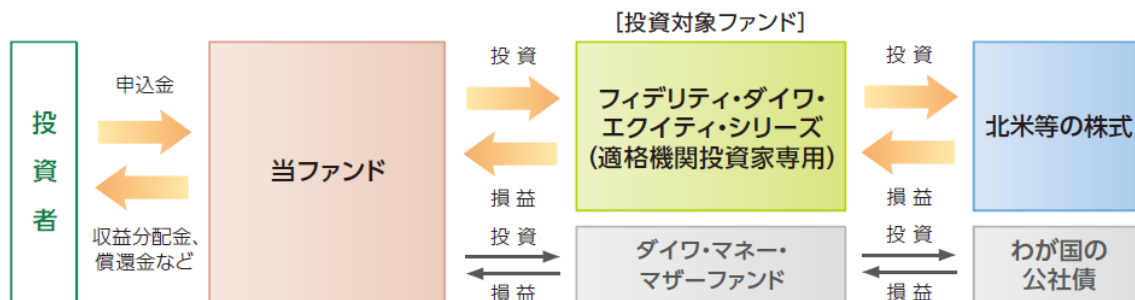 [投資対象ファンド]
投資者
申込金
収益分配金、
償還金など
当ファンド
投 資
損 益
投 資
損 益
フィデリティ・ダイワ・
エクイティ・シリーズ
(適格機関投資家専用)
ダイワ・マネー・
マザーファンド
投 資
損 益
投 資
損 益
北米等の株式
わが国の
公社債